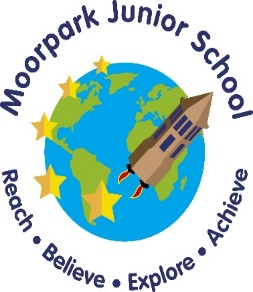 Moorpark Junior School
Reach • Believe • Explore • Achieve